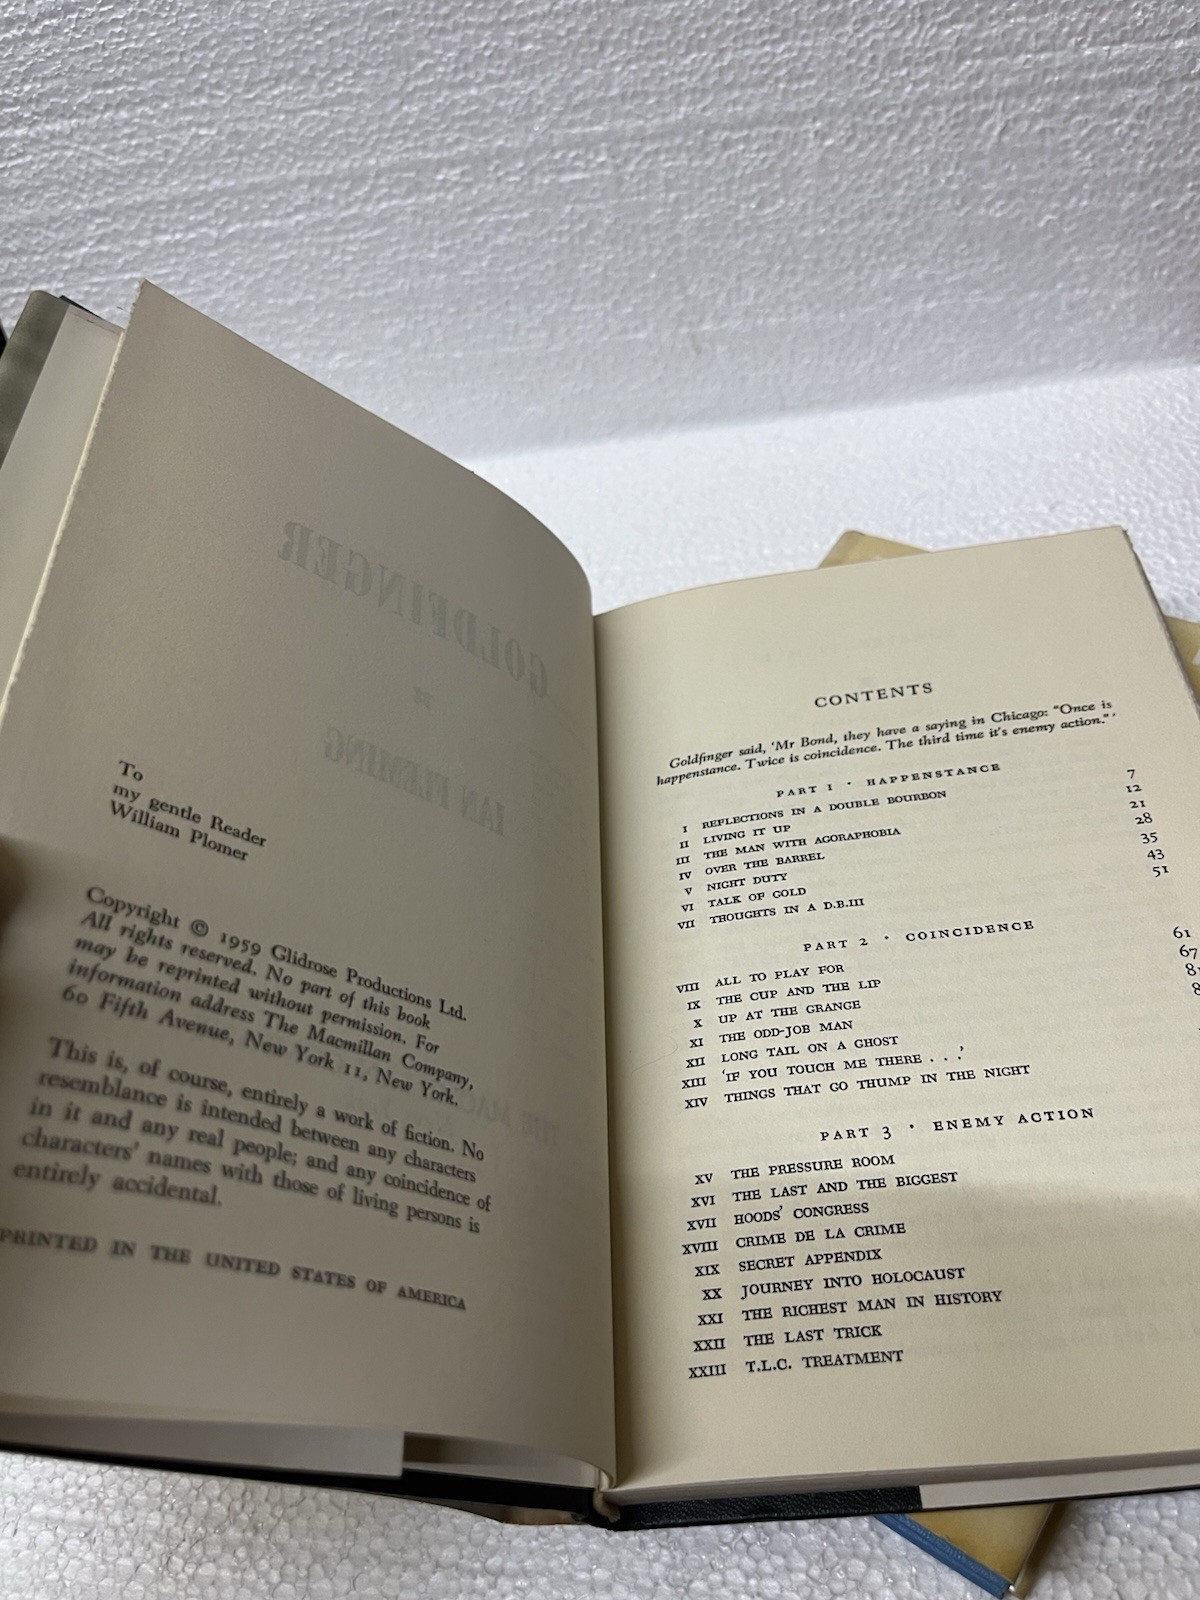 To
my gentle Reader
William Plomer
Copyright © 1959 Glidrose Productions Ltd.
All rights reserved. No part of this book
may be reprinted without permission. For
information address The Macmillan Company,
60 Fifth Avenue, New York 11, New York.
This is, of course, entirely a work of fiction. No
resemblance is intended between any characters
in it and any real people; and any coincidence of
characters' names with those of living persons is
entirely accidental.
PRINTED IN THE UNITED STATES OF AMERICA
GOLDFINGER
IAN FLEMING
CONTENTS
Goldfinger said, 'Mr Bond, they have a saying in Chicago: "Once is
happenstance. Twice is coincidence. The third time it's enemy action."'
PART 1 · HAPPENSTANCE
I REFLECTIONS IN A DOUBLE BOURBON 7
II LIVING IT UP 12
III THE MAN WITH AGORAPHOBIA 21
IV OVER THE BARREL 28
V NIGHT DUTY 35
VI TALK OF GOLD 43
VII THOUGHTS IN A D.B.III 51
PART 2 · COINCIDENCE
VIII ALL TO PLAY FOR 61
IX THE CUP AND THE LIP 67
X UP AT THE GRANGE
XI THE ODD-JOB MAN
XII LONG TAIL ON A GHOST
XIII 'IF YOU TOUCH ME THERE . . .'
XIV THINGS THAT GO THUMP IN THE NIGHT
PART 3 · ENEMY ACTION
XV THE PRESSURE ROOM
XVI THE LAST AND THE BIGGEST
XVII HOODS' CONGRESS
XVIII CRIME DE LA CRIME
XIX SECRET APPENDIX
XX JOURNEY INTO HOLOCAUST
XXI THE RICHEST MAN IN HISTORY
XXII THE LAST TRICK
XXIII T.L.C. TREATMENT